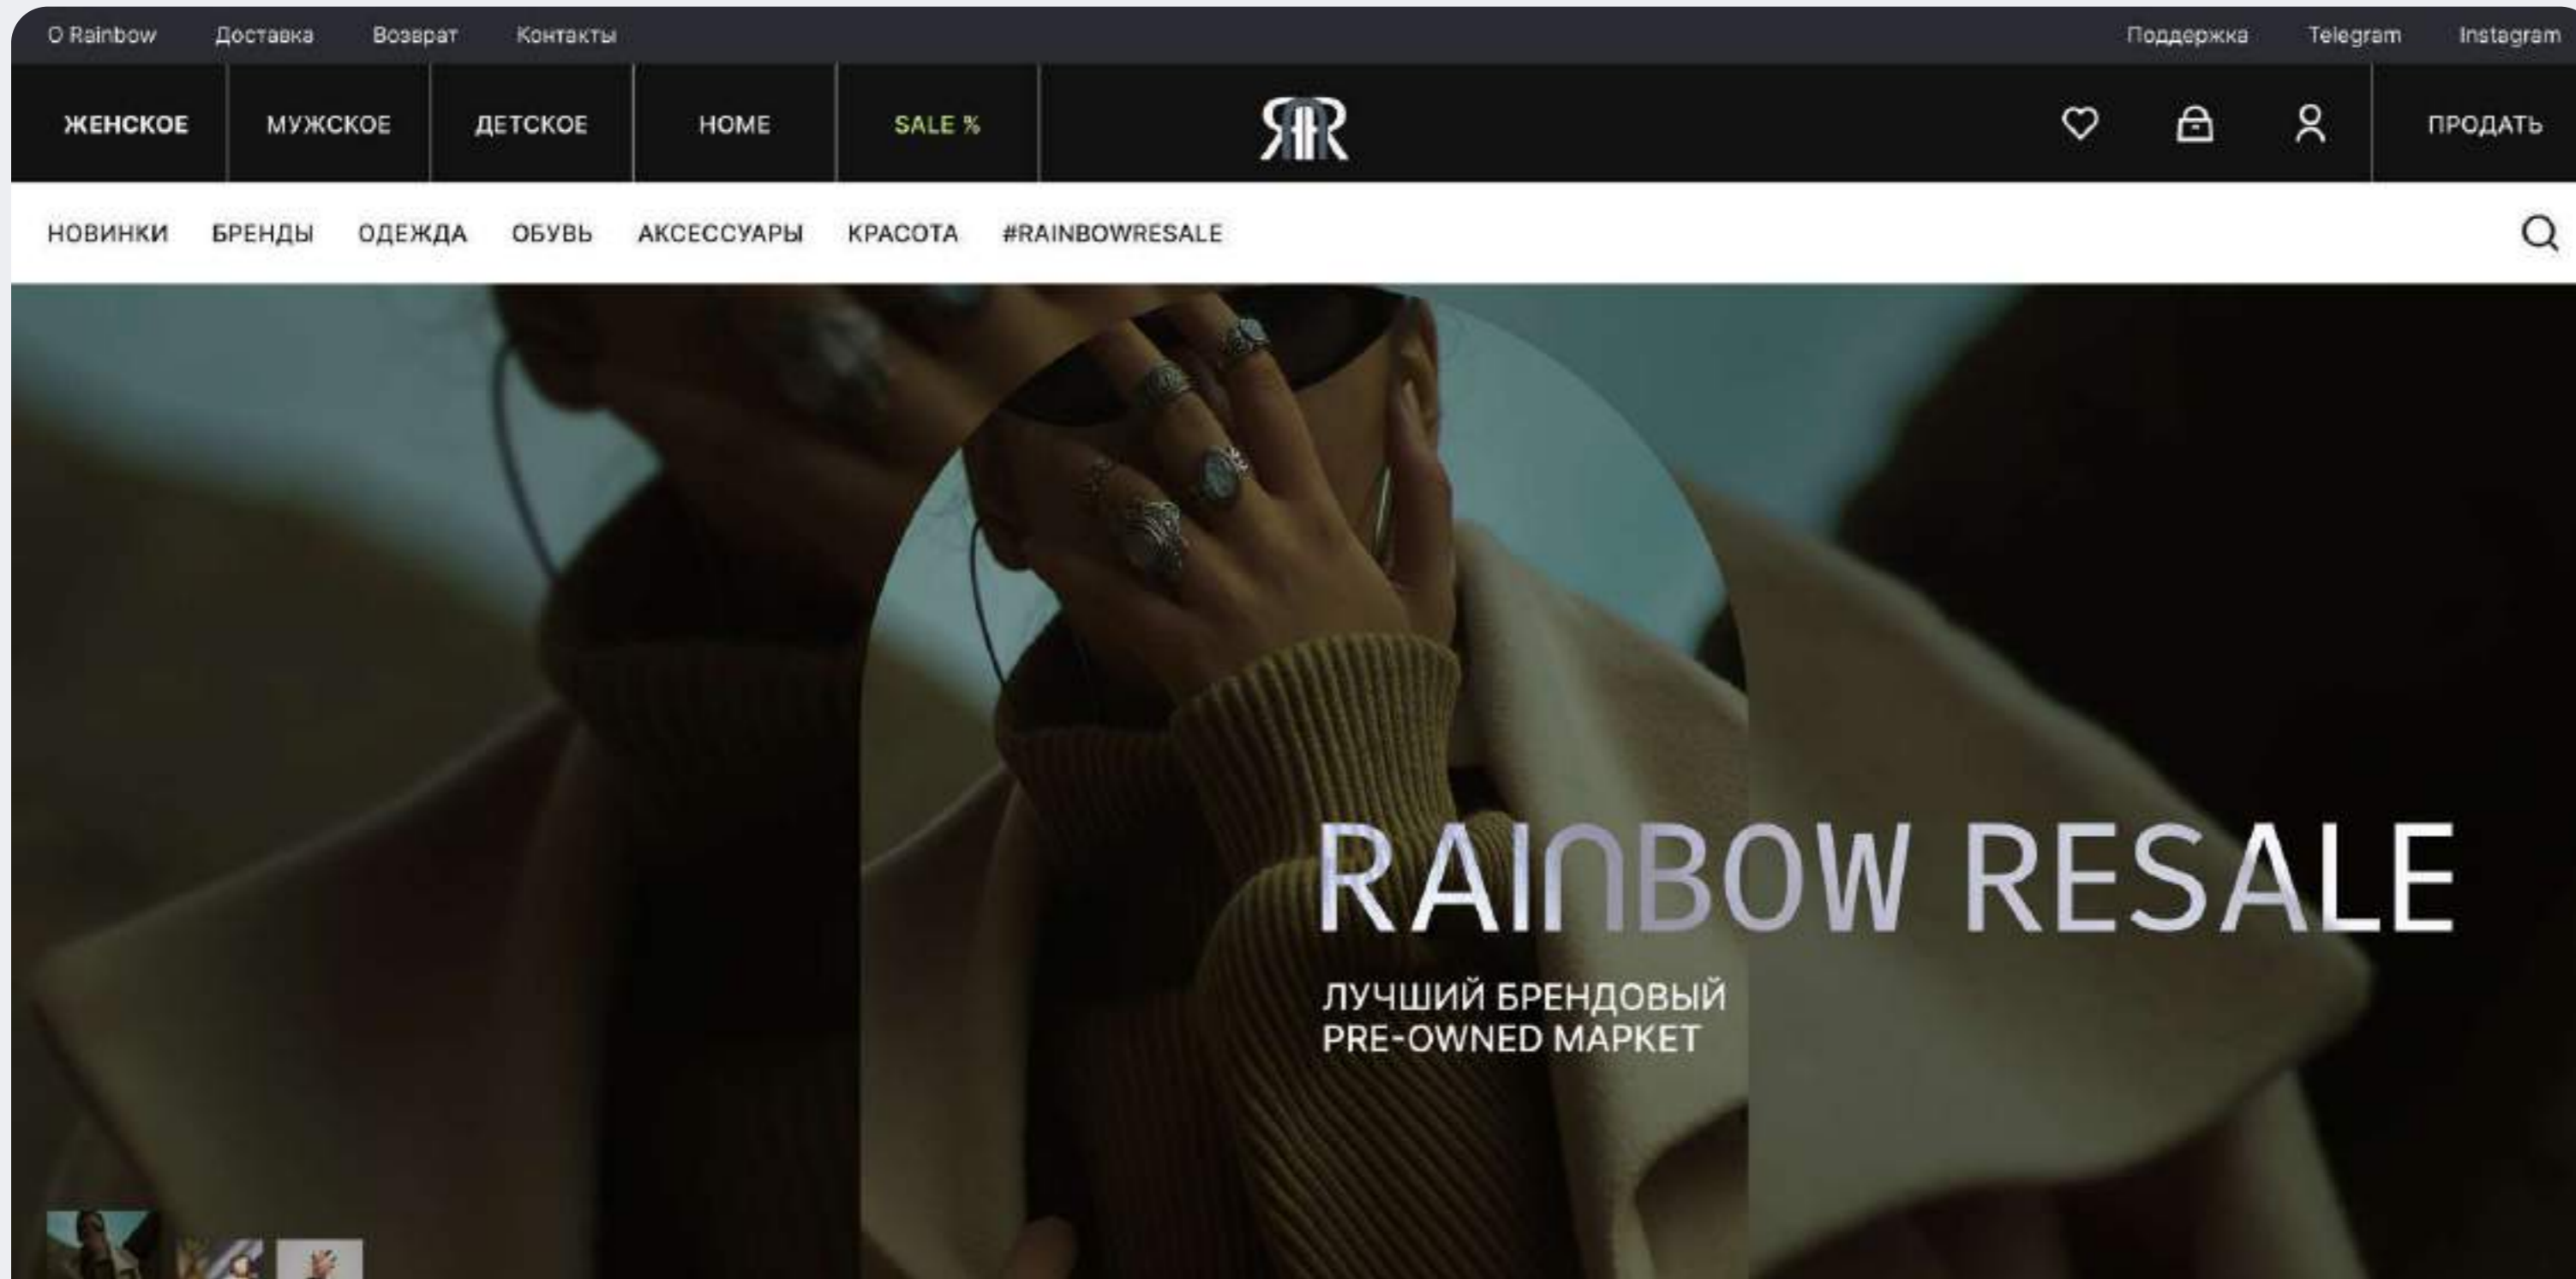 О Rainbow Доставка Возврат Контакты Поддержка Telegram Instagram
ЖЕНСКОЕ МУЖСКОЕ ДЕТСКОЕ HOME SALE % ПРОДАТЬ
НОВИНКИ БРЕНДЫ ОДЕЖДА ОБУВЬ АКСЕССУАРЫ КРАСОТА #RAINBOWRESALE
RAINBOW RESALE
ЛУЧШИЙ БРЕНДОВЫЙ
PRE-OWNED МАРКЕТ